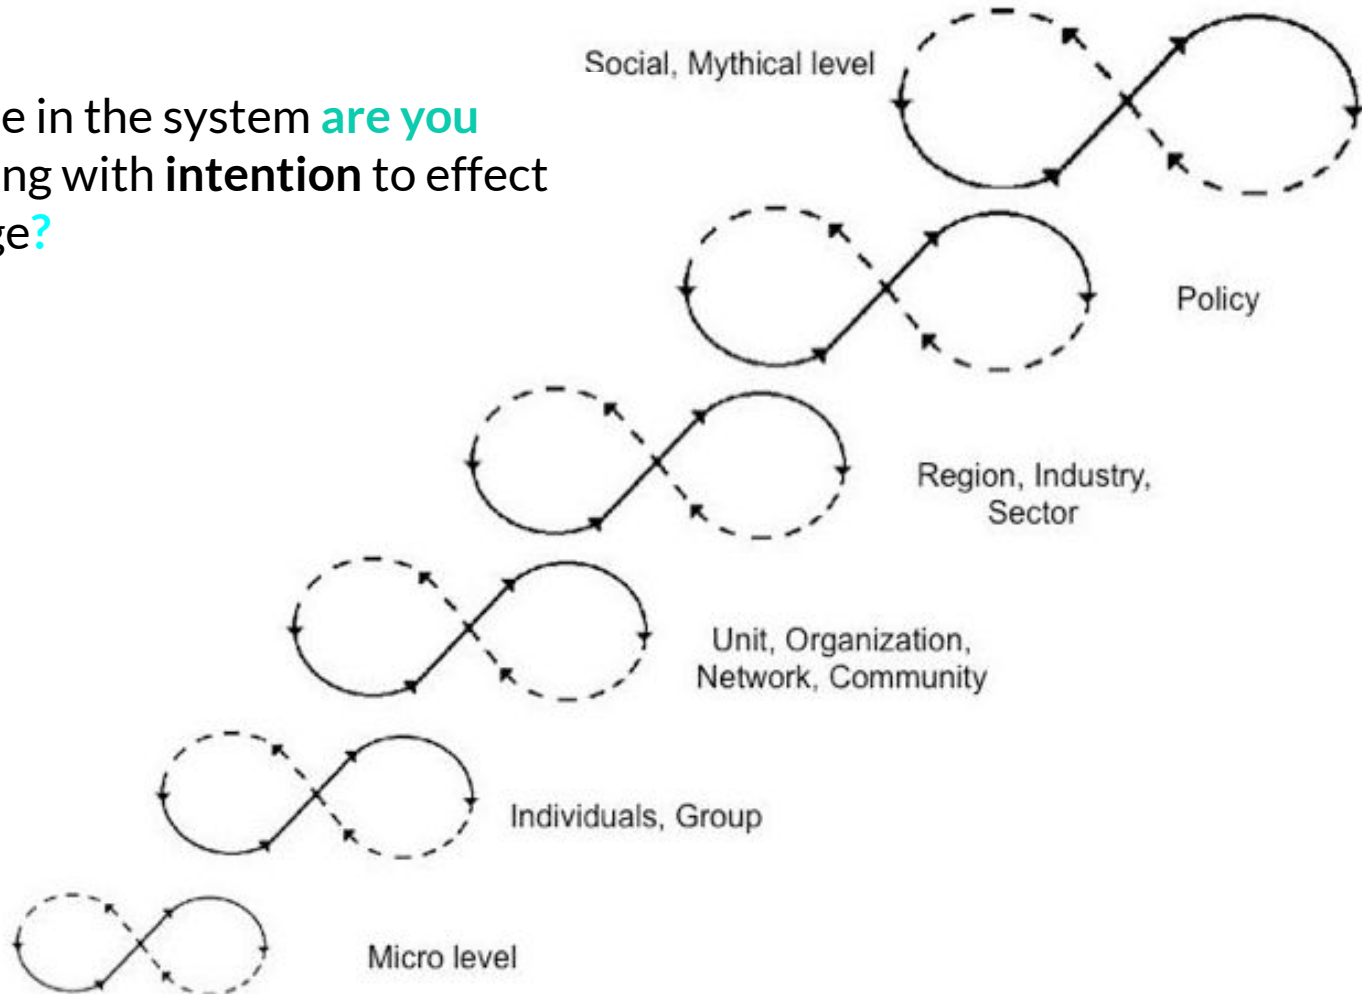 e in the system are you
ng with intention to effect
ge?
Social, Mythical level
Policy
Region, Industry,
Sector
Unit, Organization,
Network, Community
Individuals, Group
Micro level